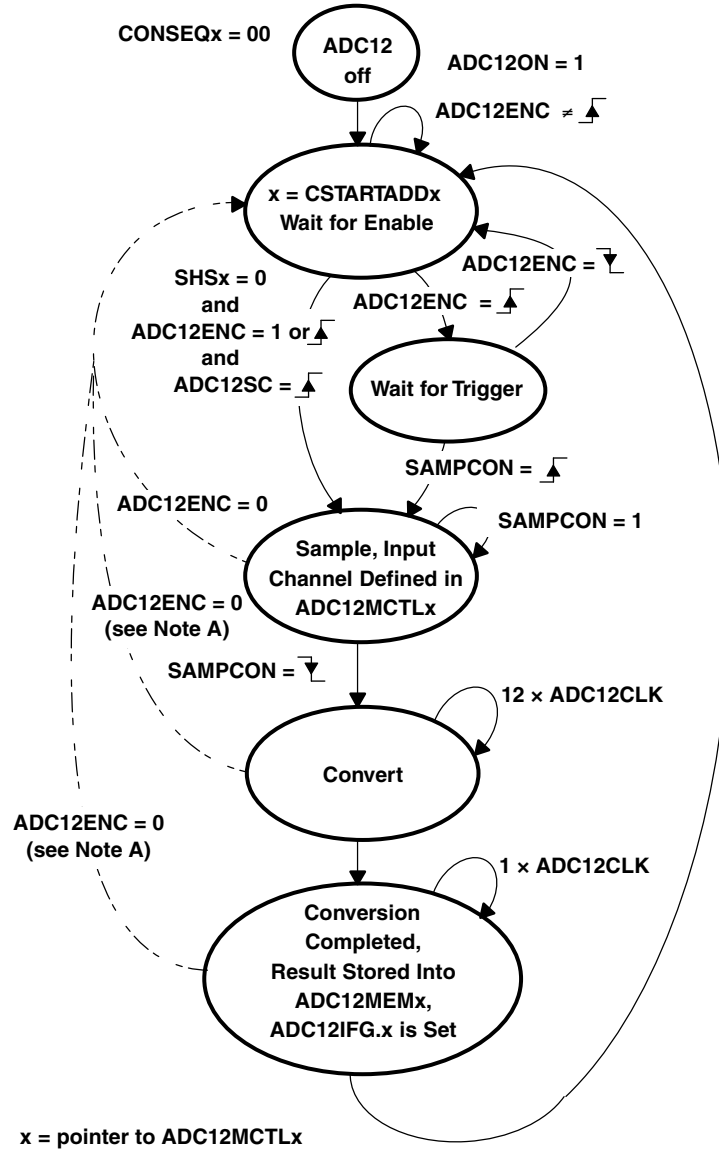 CONSEQx = 00
ADC12
off
ADC12ON = 1
ADC12ENC ≠
x = CSTARTADDx
Wait for Enable
SHSx = 0
and
ADC12ENC = 1 or
and
ADC12SC =
ADC12ENC =
ADC12ENC =
Wait for Trigger
SAMPCON =
SAMPCON = 1
ADC12ENC = 0
Sample, Input
Channel Defined in
ADC12MCTLx
ADC12ENC = 0
(see Note A)
SAMPCON =
12 × ADC12CLK
Convert
ADC12ENC = 0
(see Note A)
1 × ADC12CLK
Conversion
Completed,
Result Stored Into
ADC12MEMx,
ADC12IFG.x is Set
x = pointer to ADC12MCTLx